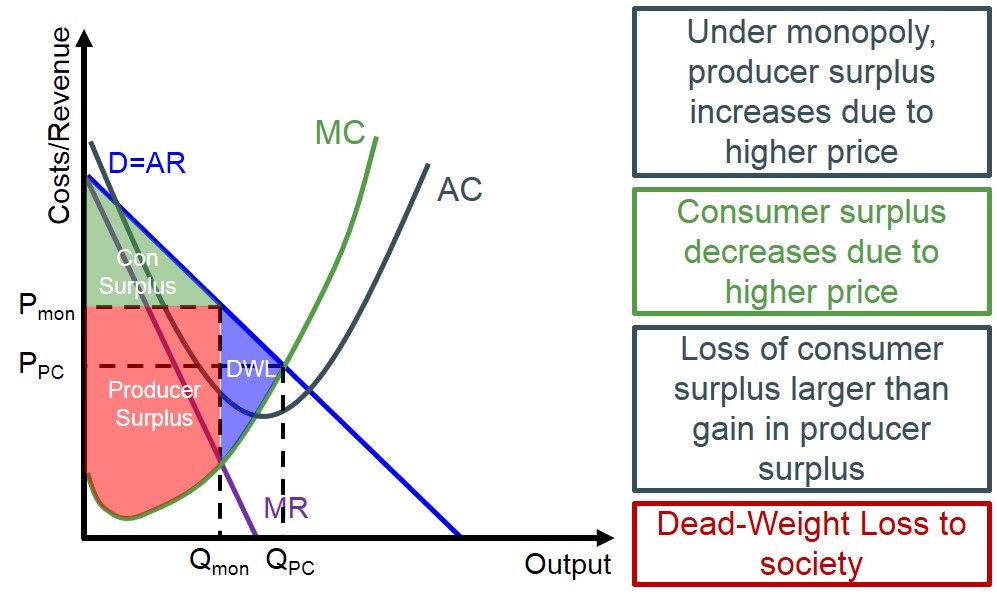 Costs/Revenue
D=AR
MC
AC
Con
Surplus
Pmon
PPC
DWL
Producer
Surplus
MR
Qmon
QPC
Output
Under monopoly,
producer surplus
increases due to
higher price
Consumer surplus
decreases due to
higher price
Loss of consumer
surplus larger than
gain in producer
surplus
Dead-Weight Loss to
society